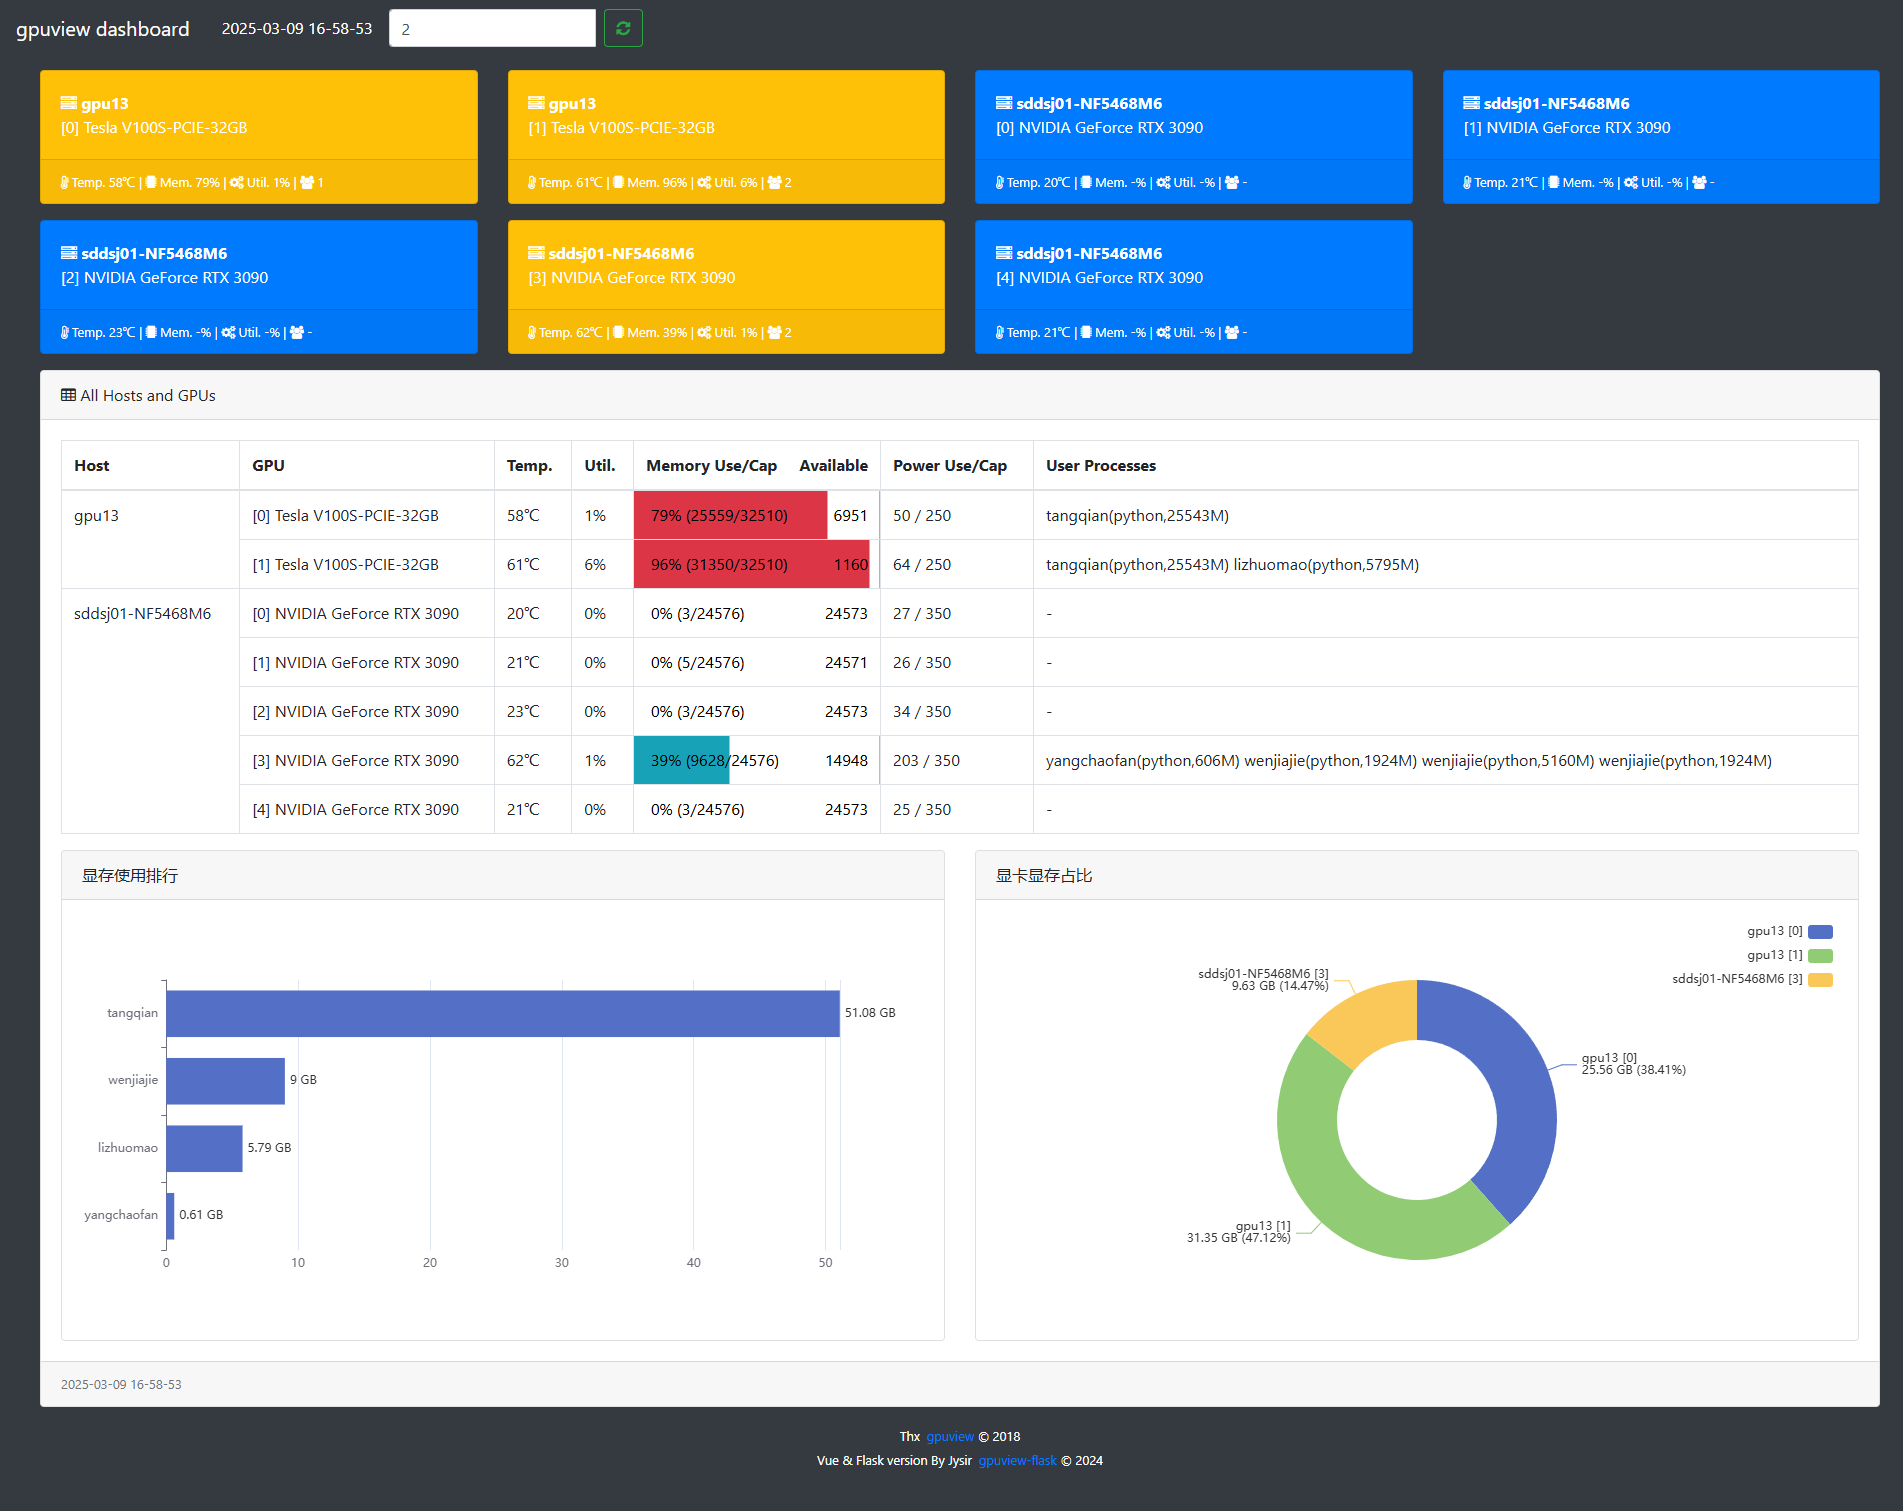 gpuview dashboard 2025-03-09 16-58-53 2
gpu13
[0] Tesla V100S-PCIE-32GB
Temp. 58℃ | Mem. 79% | Util. 1% | 1
gpu13
[1] Tesla V100S-PCIE-32GB
Temp. 61℃ | Mem. 96% | Util. 6% | 2
sddsj01-NF5468M6
[0] NVIDIA GeForce RTX 3090
Temp. 20℃ | Mem. -% | Util. -% | -
sddsj01-NF5468M6
[1] NVIDIA GeForce RTX 3090
Temp. 21℃ | Mem. -% | Util. -% | -
sddsj01-NF5468M6
[2] NVIDIA GeForce RTX 3090
Temp. 23℃ | Mem. -% | Util. -% | -
sddsj01-NF5468M6
[3] NVIDIA GeForce RTX 3090
Temp. 62℃ | Mem. 39% | Util. 1% | 2
sddsj01-NF5468M6
[4] NVIDIA GeForce RTX 3090
Temp. 21℃ | Mem. -% | Util. -% | -
All Hosts and GPUs
Host GPU Temp. Util. Memory Use/Cap Available Power Use/Cap User Processes
gpu13 [0] Tesla V100S-PCIE-32GB 58℃ 1% 79% (25559/32510) 6951 50 / 250 tangqian(python,25543M)
[1] Tesla V100S-PCIE-32GB 61℃ 6% 96% (31350/32510) 1160 64 / 250 tangqian(python,25543M) lizhuomao(python,5795M)
sddsj01-NF5468M6 [0] NVIDIA GeForce RTX 3090 20℃ 0% 0% (3/24576) 24573 27 / 350 -
[1] NVIDIA GeForce RTX 3090 21℃ 0% 0% (5/24576) 24571 26 / 350 -
[2] NVIDIA GeForce RTX 3090 23℃ 0% 0% (3/24576) 24573 34 / 350 -
[3] NVIDIA GeForce RTX 3090 62℃ 1% 39% (9628/24576) 14948 203 / 350 yangchaofan(python,606M) wenjiajie(python,1924M) wenjiajie(python,5160M) wenjiajie(python,1924M)
[4] NVIDIA GeForce RTX 3090 21℃ 0% 0% (3/24576) 24573 25 / 350 -
显存使用排行
tangqian 51.08 GB
wenjiajie 9 GB
lizhuomao 5.79 GB
yangchaofan 0.61 GB
0 10 20 30 40 50
显卡显存占比
gpu13 [0]
gpu13 [1]
sddsj01-NF5468M6 [3]
sddsj01-NF5468M6 [3]
9.63 GB (14.47%)
gpu13 [0]
25.56 GB (38.41%)
gpu13 [1]
31.35 GB (47.12%)
2025-03-09 16-58-53
Thx gpuview © 2018
Vue & Flask version By Jysir gpuview-flask © 2024